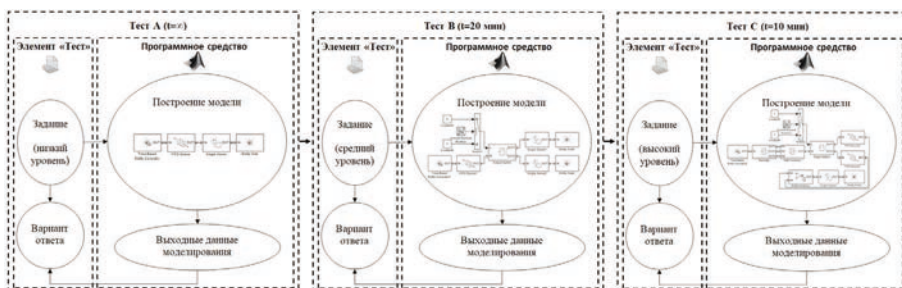 Тест А (t=∞)
Элемент «Тест»
Программное средство
Задание
(низкий
уровень)
Построение модели
Вариант
ответа
Выходные данные
моделирования
Тест В (t=20 мин)
Элемент «Тест»
Программное средство
Задание
(средний
уровень)
Построение модели
Вариант
ответа
Выходные данные
моделирования
Тест С (t=10 мин)
Элемент «Тест»
Программное средство
Задание
(высокий
уровень)
Построение модели
Вариант
ответа
Выходные данные
моделирования